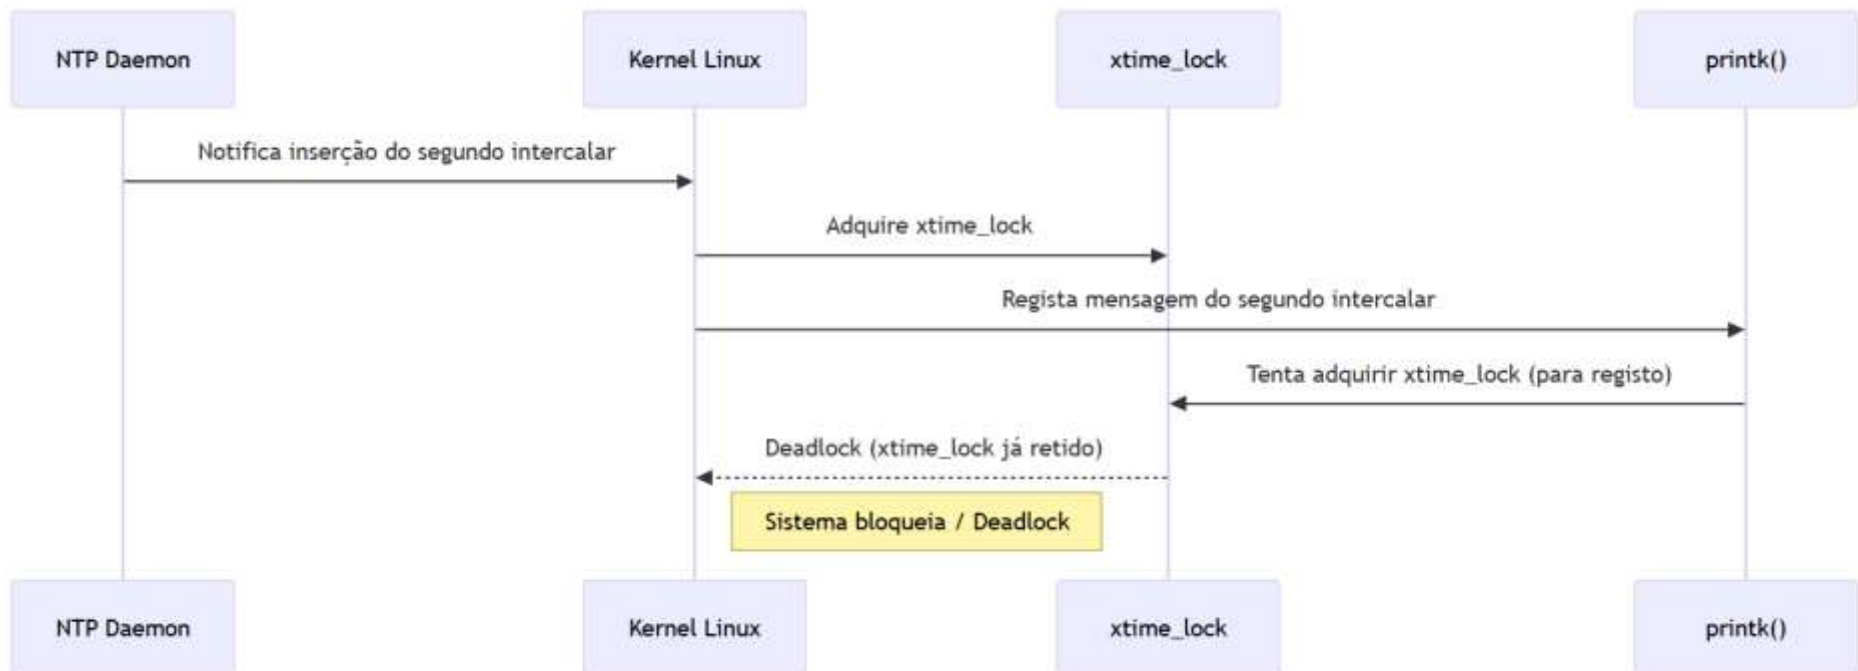 NTP Daemon
Kernel Linux
xtime_lock
printk()
Notifica inserção do segundo intercalar
Adquire xtime_lock
Regista mensagem do segundo intercalar
Tenta adquirir xtime_lock (para registo)
Deadlock (xtime_lock já retido)
Sistema bloqueia / Deadlock
NTP Daemon
Kernel Linux
xtime_lock
printk()